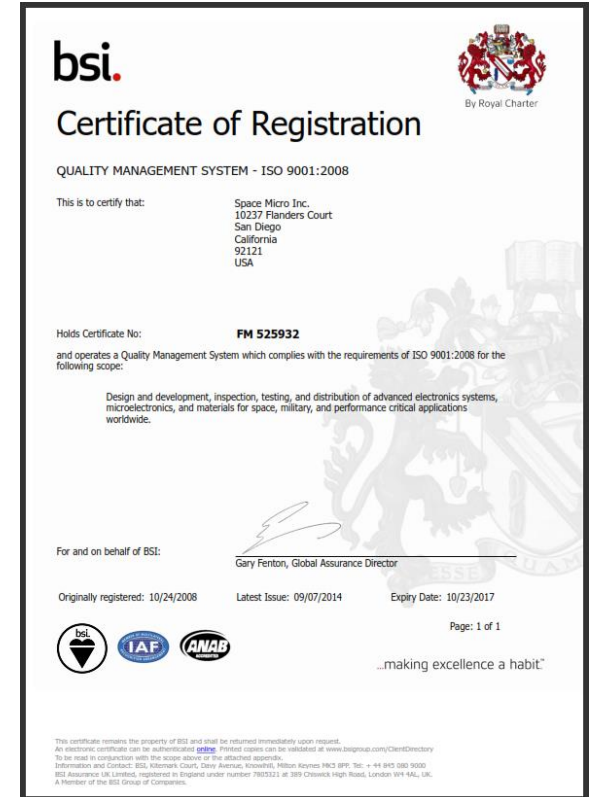 bsi.
By Royal Charter
Certificate of Registration
QUALITY MANAGEMENT SYSTEM - ISO 9001:2008
This is to certify that:
Space Micro Inc.
10237 Flanders Court
San Diego
California
92121
USA
Holds Certificate No:
FM 525932
and operates a Quality Management System which complies with the requirements of ISO 9001:2008 for the
following scope:
Design and development, inspection, testing, and distribution of advanced electronics systems,
microelectronics, and materials for space, military, and performance critical applications
worldwide.
For and on behalf of BSI:
Gary Fenton, Global Assurance Director
ESSE QUAM
Originally registered: 10/24/2008
Latest Issue: 09/07/2014
Expiry Date: 10/23/2017
Page: 1 of 1
bsi.
IAF
ANAB
ACCREDITED
...making excellence a habit.™
This certificate remains the property of BSI and shall be returned immediately upon request.
An electronic certificate can be authenticated online. Printed copies can be validated at www.bsigroup.com/ClientDirectory
To be read in conjunction with the scope above or the attached appendix.
Information and Contact: BSI, Kitemark Court, Davy Avenue, Knowlhill, Milton Keynes MK5 8PP. Tel: + 44 845 080 9000
BSI Assurance UK Limited, registered in England under number 7805321 at 389 Chiswick High Road, London W4 4AL, UK.
A Member of the BSI Group of Companies.